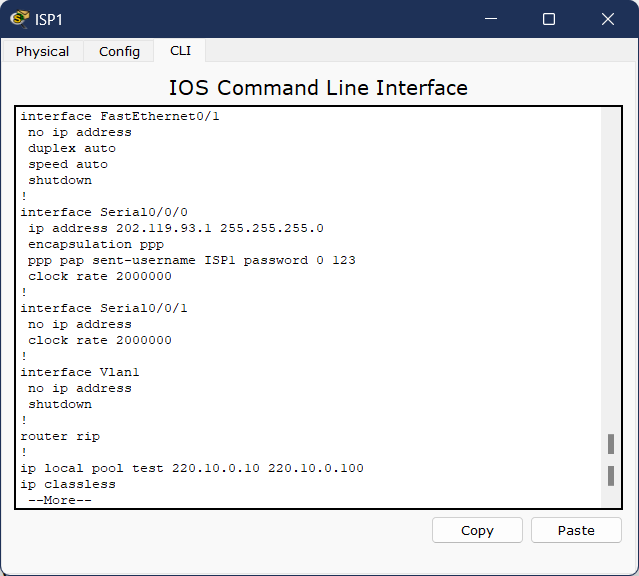 ISP1
Physical Config CLI
IOS Command Line Interface
interface FastEthernet0/1
 no ip address
 duplex auto
 speed auto
 shutdown
!
interface Serial0/0/0
 ip address 202.119.93.1 255.255.255.0
 encapsulation ppp
 ppp pap sent-username ISP1 password 0 123
 clock rate 2000000
!
interface Serial0/0/1
 no ip address
 clock rate 2000000
!
interface Vlan1
 no ip address
 shutdown
!
router rip
!
ip local pool test 220.10.0.10 220.10.0.100
ip classless
 --More--
Copy Paste